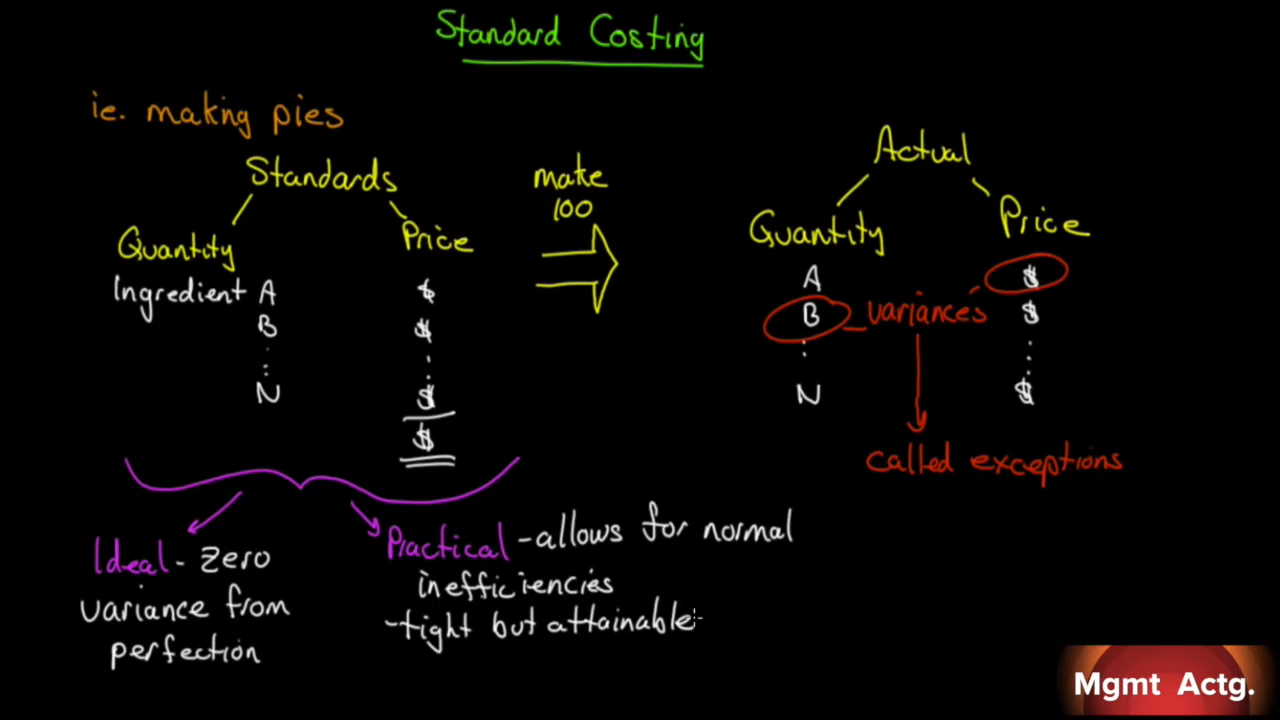 Standard Costing
ie. making pies
Standards
Quantity Price
Ingredient A $
B $
N $
$
make
100
Actual
Quantity Price
A $
B variances $
N $
called exceptions
Ideal - zero
variance from
perfection
Practical - allows for normal
inefficiencies
- tight but attainable
Mgmt Actg.